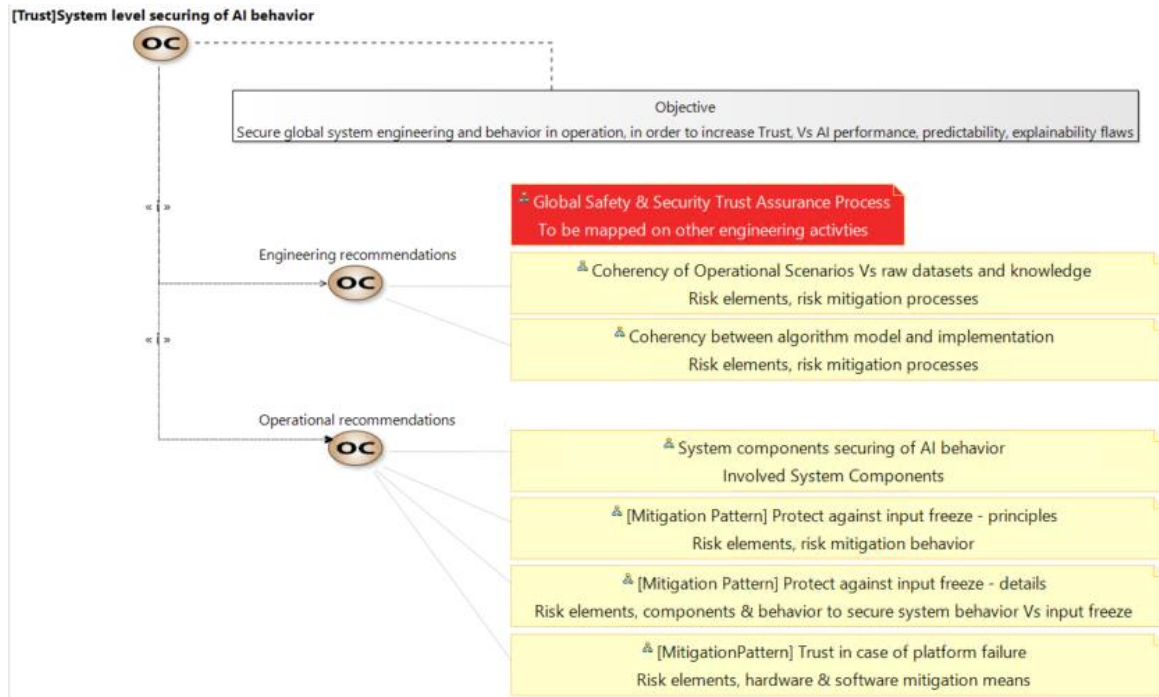 [Trust]System level securing of AI behavior
OC
Objective
Secure global system engineering and behavior in operation, in order to increase Trust, Vs AI performance, predictability, explainability flaws
« i »
Global Safety & Security Trust Assurance Process
To be mapped on other engineering activties
Engineering recommendations
OC
Coherency of Operational Scenarios Vs raw datasets and knowledge
Risk elements, risk mitigation processes
Coherency between algorithm model and implementation
Risk elements, risk mitigation processes
« i »
Operational recommendations
OC
System components securing of AI behavior
Involved System Components
[Mitigation Pattern] Protect against input freeze - principles
Risk elements, risk mitigation behavior
[Mitigation Pattern] Protect against input freeze - details
Risk elements, components & behavior to secure system behavior Vs input freeze
[MitigationPattern] Trust in case of platform failure
Risk elements, hardware & software mitigation means